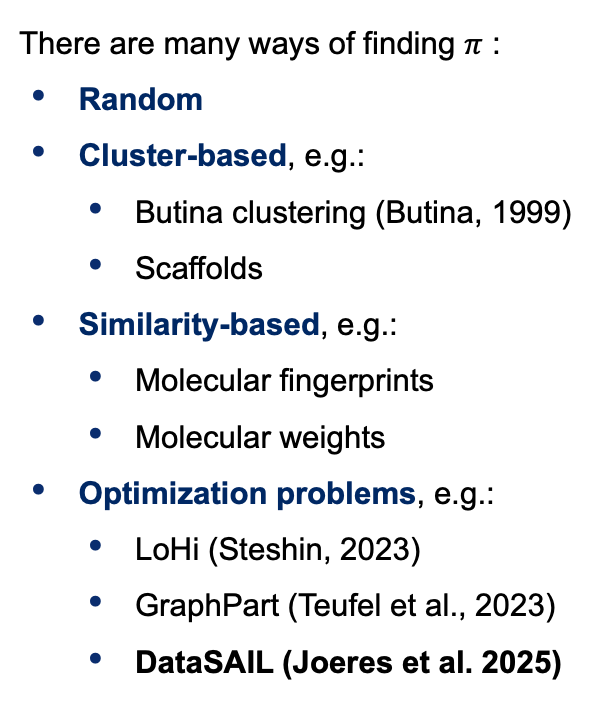 There are many ways of finding π :
• Random
• Cluster-based, e.g.:
• Butina clustering (Butina, 1999)
• Scaffolds
• Similarity-based, e.g.:
• Molecular fingerprints
• Molecular weights
• Optimization problems, e.g.:
• LoHi (Steshin, 2023)
• GraphPart (Teufel et al., 2023)
• DataSAIL (Joeres et al. 2025)